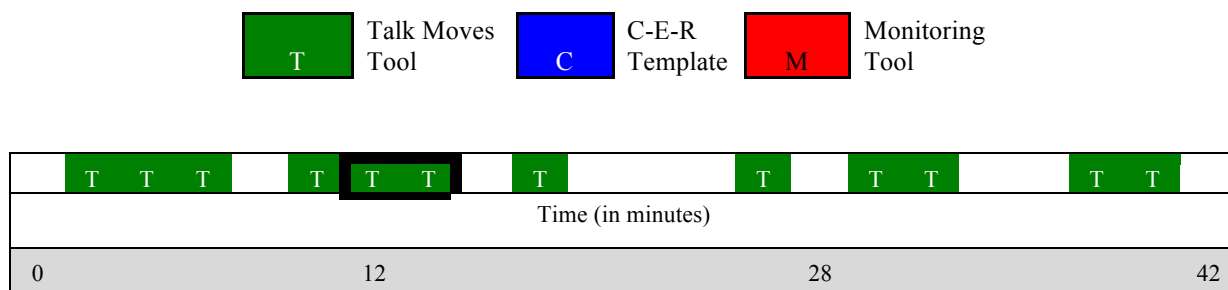 T Talk Moves Tool
C C-E-R Template
M Monitoring Tool
T T T T T T T T T T T T
Time (in minutes)
0 12 28 42